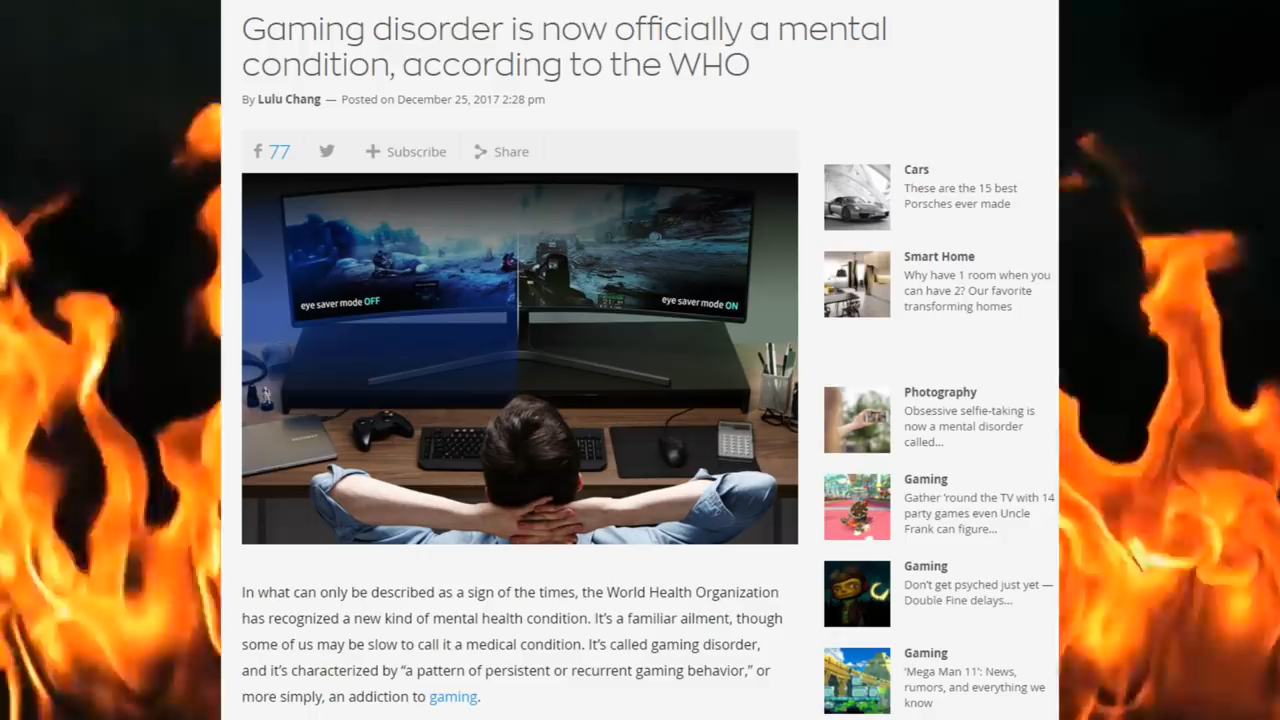 Gaming disorder is now officially a mental
condition, according to the WHO
By Lulu Chang — Posted on December 25, 2017 2:28 pm
77
Subscribe
Share
eye saver mode OFF
eye saver mode ON
Cars
These are the 15 best
Porsches ever made
Smart Home
Why have 1 room when you
can have 2? Our favorite
transforming homes
Photography
Obsessive selfie-taking is
now a mental disorder
called...
Gaming
Gather 'round the TV with 14
party games even Uncle
Frank can figure...
Gaming
Don't get psyched just yet —
Double Fine delays...
Gaming
'Mega Man 11': News,
rumors, and everything we
know
In what can only be described as a sign of the times, the World Health Organization
has recognized a new kind of mental health condition. It's a familiar ailment, though
some of us may be slow to call it a medical condition. It's called gaming disorder,
and it's characterized by “a pattern of persistent or recurrent gaming behavior,” or
more simply, an addiction to gaming.